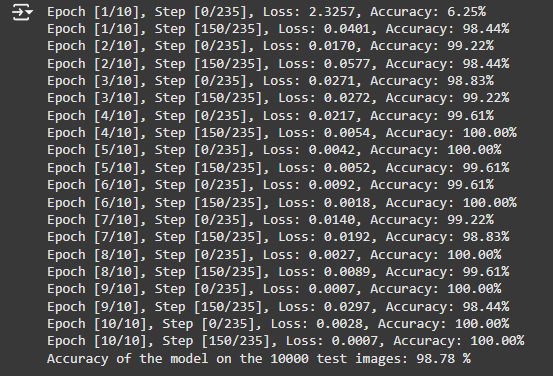 Epoch [1/10], Step [0/235], Loss: 2.3257, Accuracy: 6.25%
Epoch [1/10], Step [150/235], Loss: 0.0401, Accuracy: 98.44%
Epoch [2/10], Step [0/235], Loss: 0.0170, Accuracy: 99.22%
Epoch [2/10], Step [150/235], Loss: 0.0577, Accuracy: 98.44%
Epoch [3/10], Step [0/235], Loss: 0.0271, Accuracy: 98.83%
Epoch [3/10], Step [150/235], Loss: 0.0272, Accuracy: 99.22%
Epoch [4/10], Step [0/235], Loss: 0.0217, Accuracy: 99.61%
Epoch [4/10], Step [150/235], Loss: 0.0054, Accuracy: 100.00%
Epoch [5/10], Step [0/235], Loss: 0.0042, Accuracy: 100.00%
Epoch [5/10], Step [150/235], Loss: 0.0052, Accuracy: 99.61%
Epoch [6/10], Step [0/235], Loss: 0.0092, Accuracy: 99.61%
Epoch [6/10], Step [150/235], Loss: 0.0018, Accuracy: 100.00%
Epoch [7/10], Step [0/235], Loss: 0.0140, Accuracy: 99.22%
Epoch [7/10], Step [150/235], Loss: 0.0192, Accuracy: 98.83%
Epoch [8/10], Step [0/235], Loss: 0.0027, Accuracy: 100.00%
Epoch [8/10], Step [150/235], Loss: 0.0089, Accuracy: 99.61%
Epoch [9/10], Step [0/235], Loss: 0.0007, Accuracy: 100.00%
Epoch [9/10], Step [150/235], Loss: 0.0297, Accuracy: 98.44%
Epoch [10/10], Step [0/235], Loss: 0.0028, Accuracy: 100.00%
Epoch [10/10], Step [150/235], Loss: 0.0007, Accuracy: 100.00%
Accuracy of the model on the 10000 test images: 98.78 %